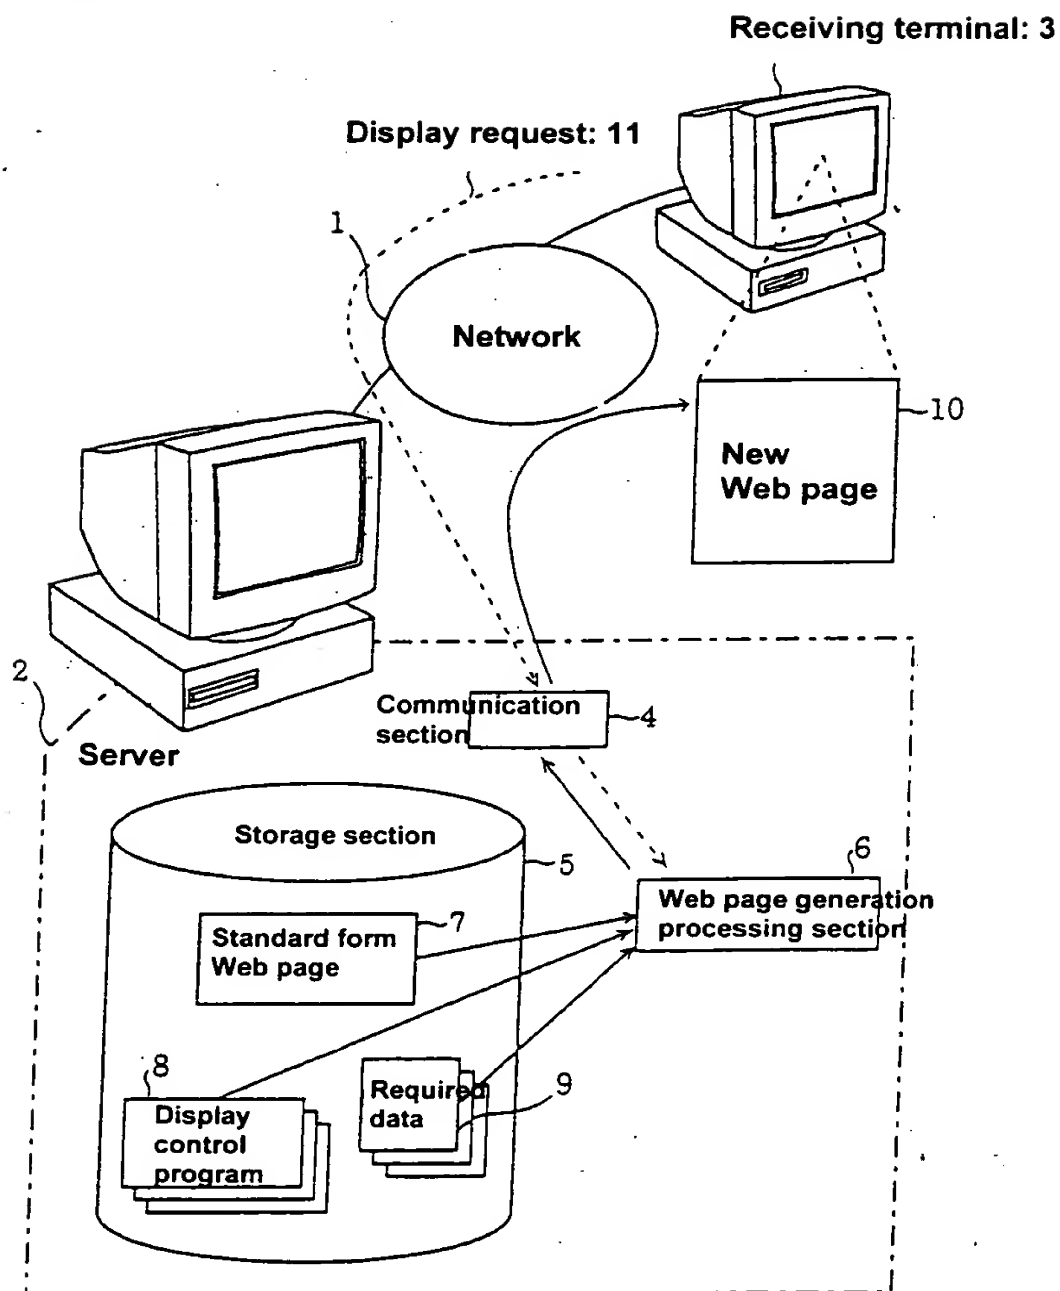 Receiving terminal: 3
Display request: 11
1
Network
10
New
Web page
2
Server
Communication
section
4
Storage section
5
6
Web page generation
processing section
7
Standard form
Web page
8
Display
control
program
Required
data
9